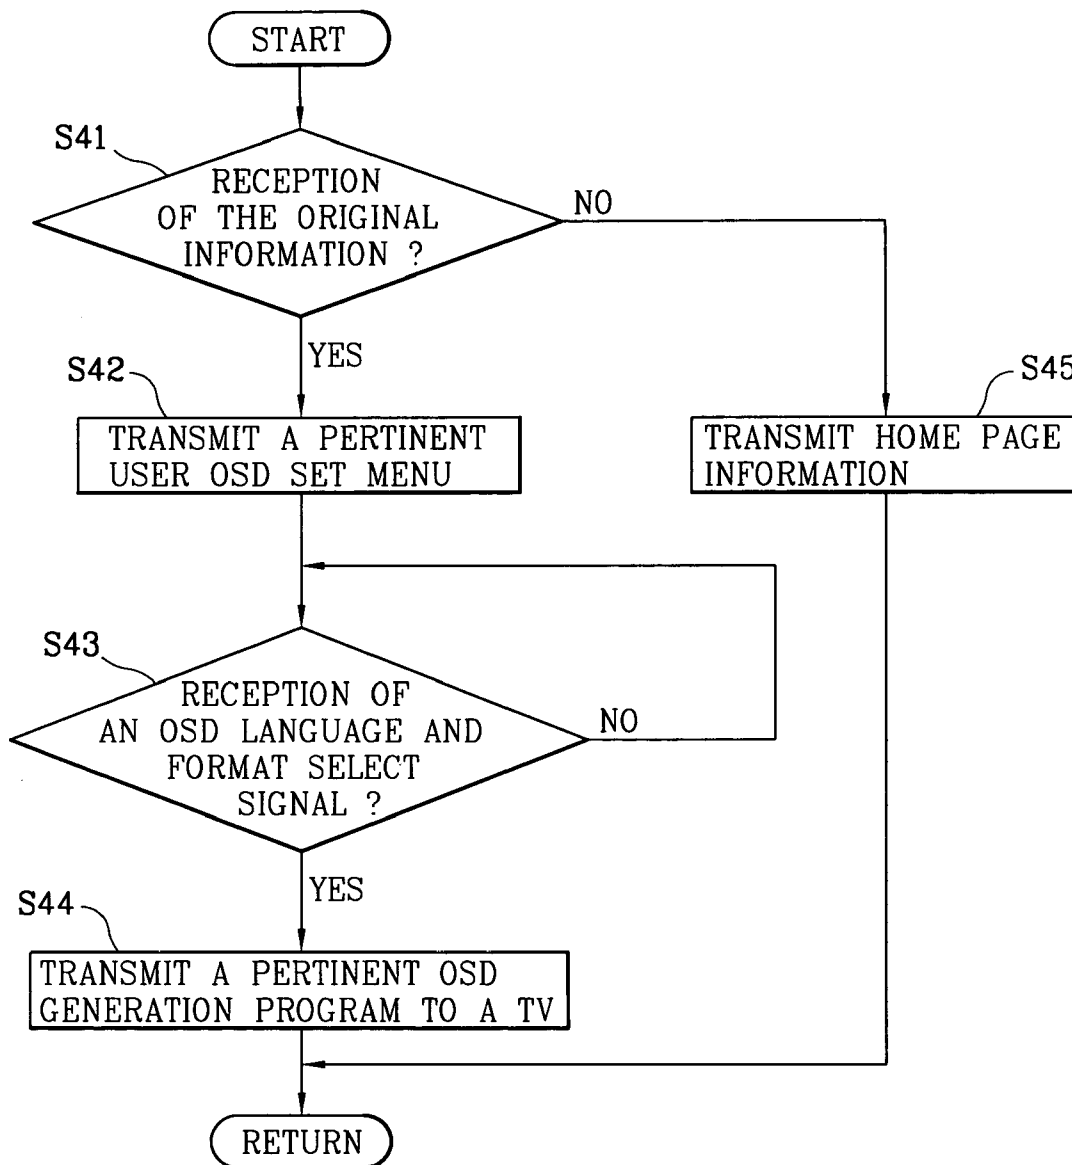 START
S41
RECEPTION
OF THE ORIGINAL
INFORMATION ?
NO
YES
S42
TRANSMIT A PERTINENT
USER OSD SET MENU
S45
TRANSMIT HOME PAGE
INFORMATION
S43
RECEPTION OF
AN OSD LANGUAGE AND
FORMAT SELECT
SIGNAL ?
NO
YES
S44
TRANSMIT A PERTINENT OSD
GENERATION PROGRAM TO A TV
RETURN